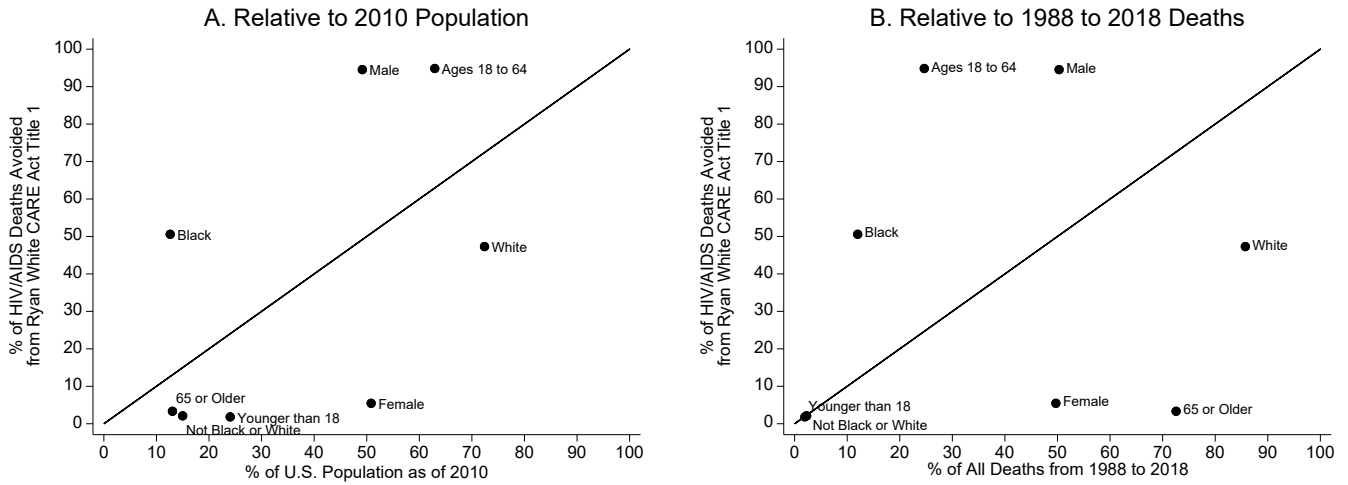 A. Relative to 2010 Population
% of HIV/AIDS Deaths Avoided
from Ryan White CARE Act Title 1
100
90
80
70
60
50
40
30
20
10
0
Male
Ages 18 to 64
Black
White
65 or Older
Female
Younger than 18
Not Black or White
0 10 20 30 40 50 60 70 80 90 100
% of U.S. Population as of 2010
B. Relative to 1988 to 2018 Deaths
% of HIV/AIDS Deaths Avoided
from Ryan White CARE Act Title 1
100
90
80
70
60
50
40
30
20
10
0
Ages 18 to 64
Male
Black
White
Female
Younger than 18
65 or Older
Not Black or White
0 10 20 30 40 50 60 70 80 90 100
% of All Deaths from 1988 to 2018